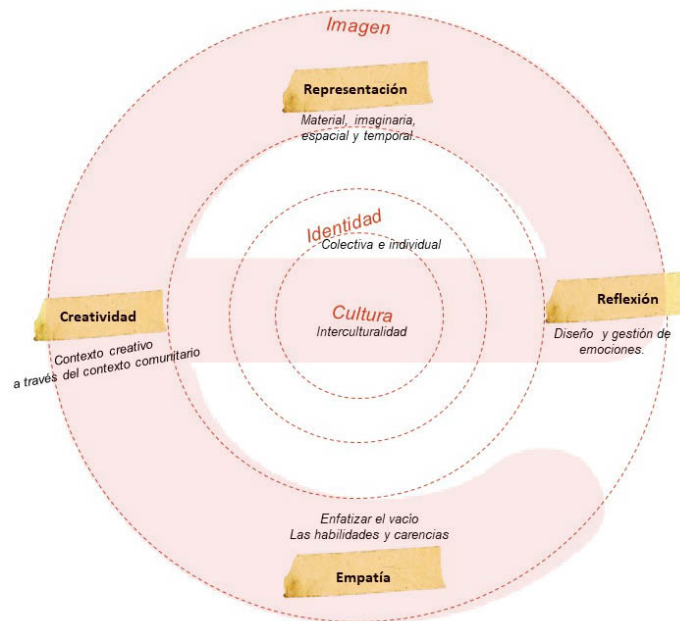 Imagen
Representación
Material, imaginaria,
espacial y temporal.
Identidad
Colectiva e individual
Cultura
Interculturalidad
Creatividad
Contexto creativo
a través del contexto comunitario
Reflexión
Diseño y gestión de
emociones.
Enfatizar el vacío
Las habilidades y carencias
Empatía